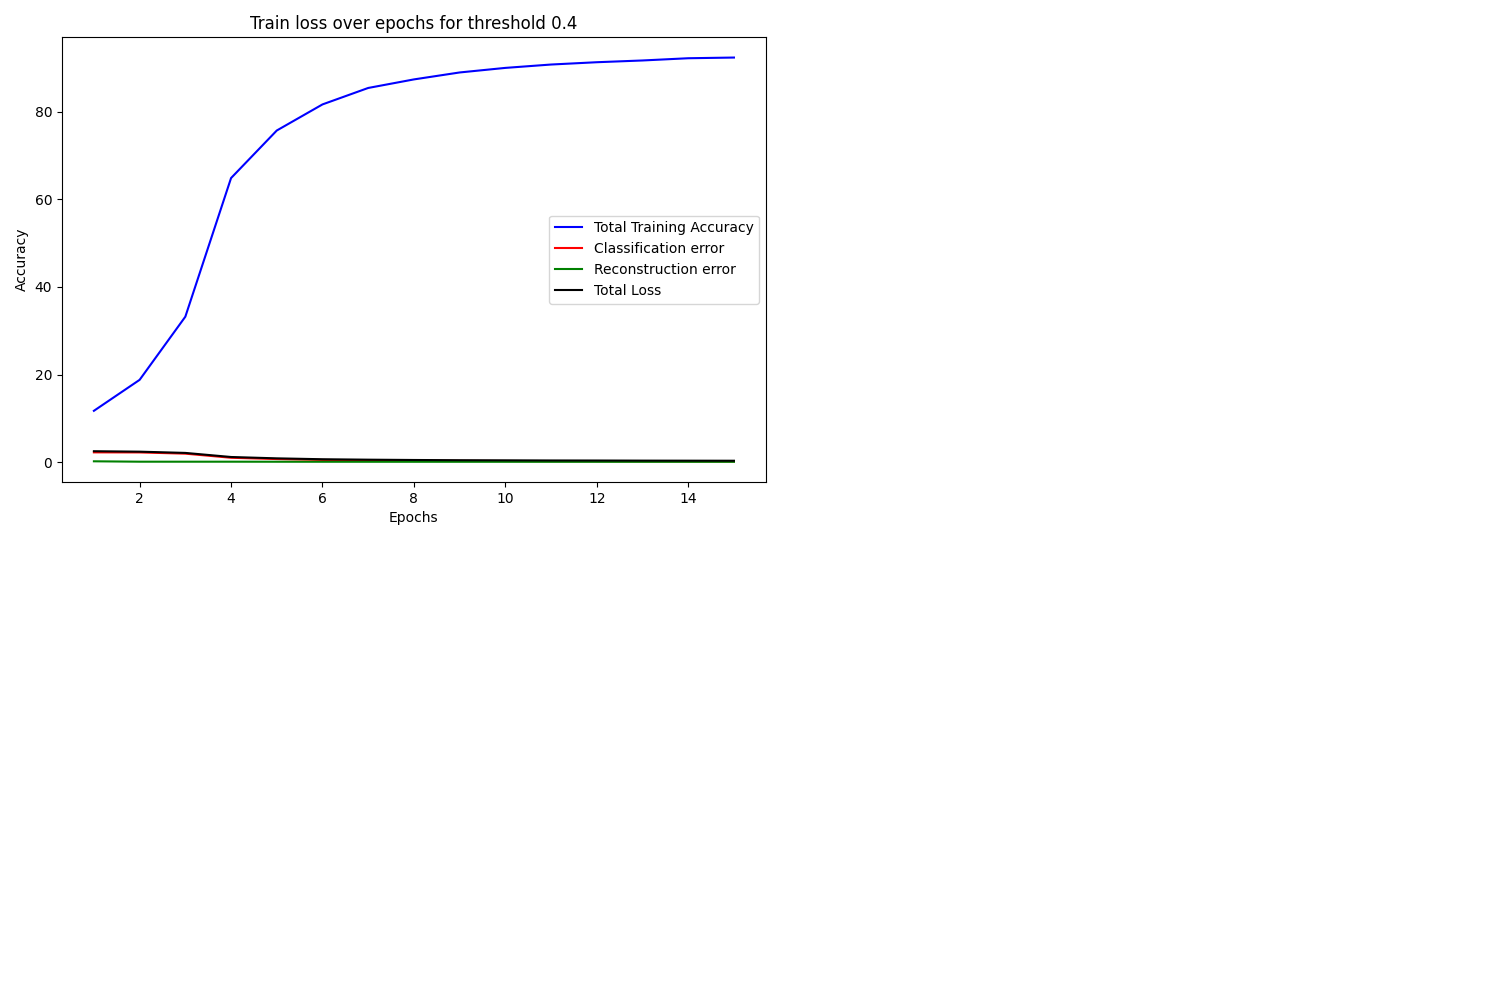 Train loss over epochs for threshold 0.4
Accuracy
80
60
40
20
0
Total Training Accuracy
Classification error
Reconstruction error
Total Loss
2 4 6 8 10 12 14
Epochs